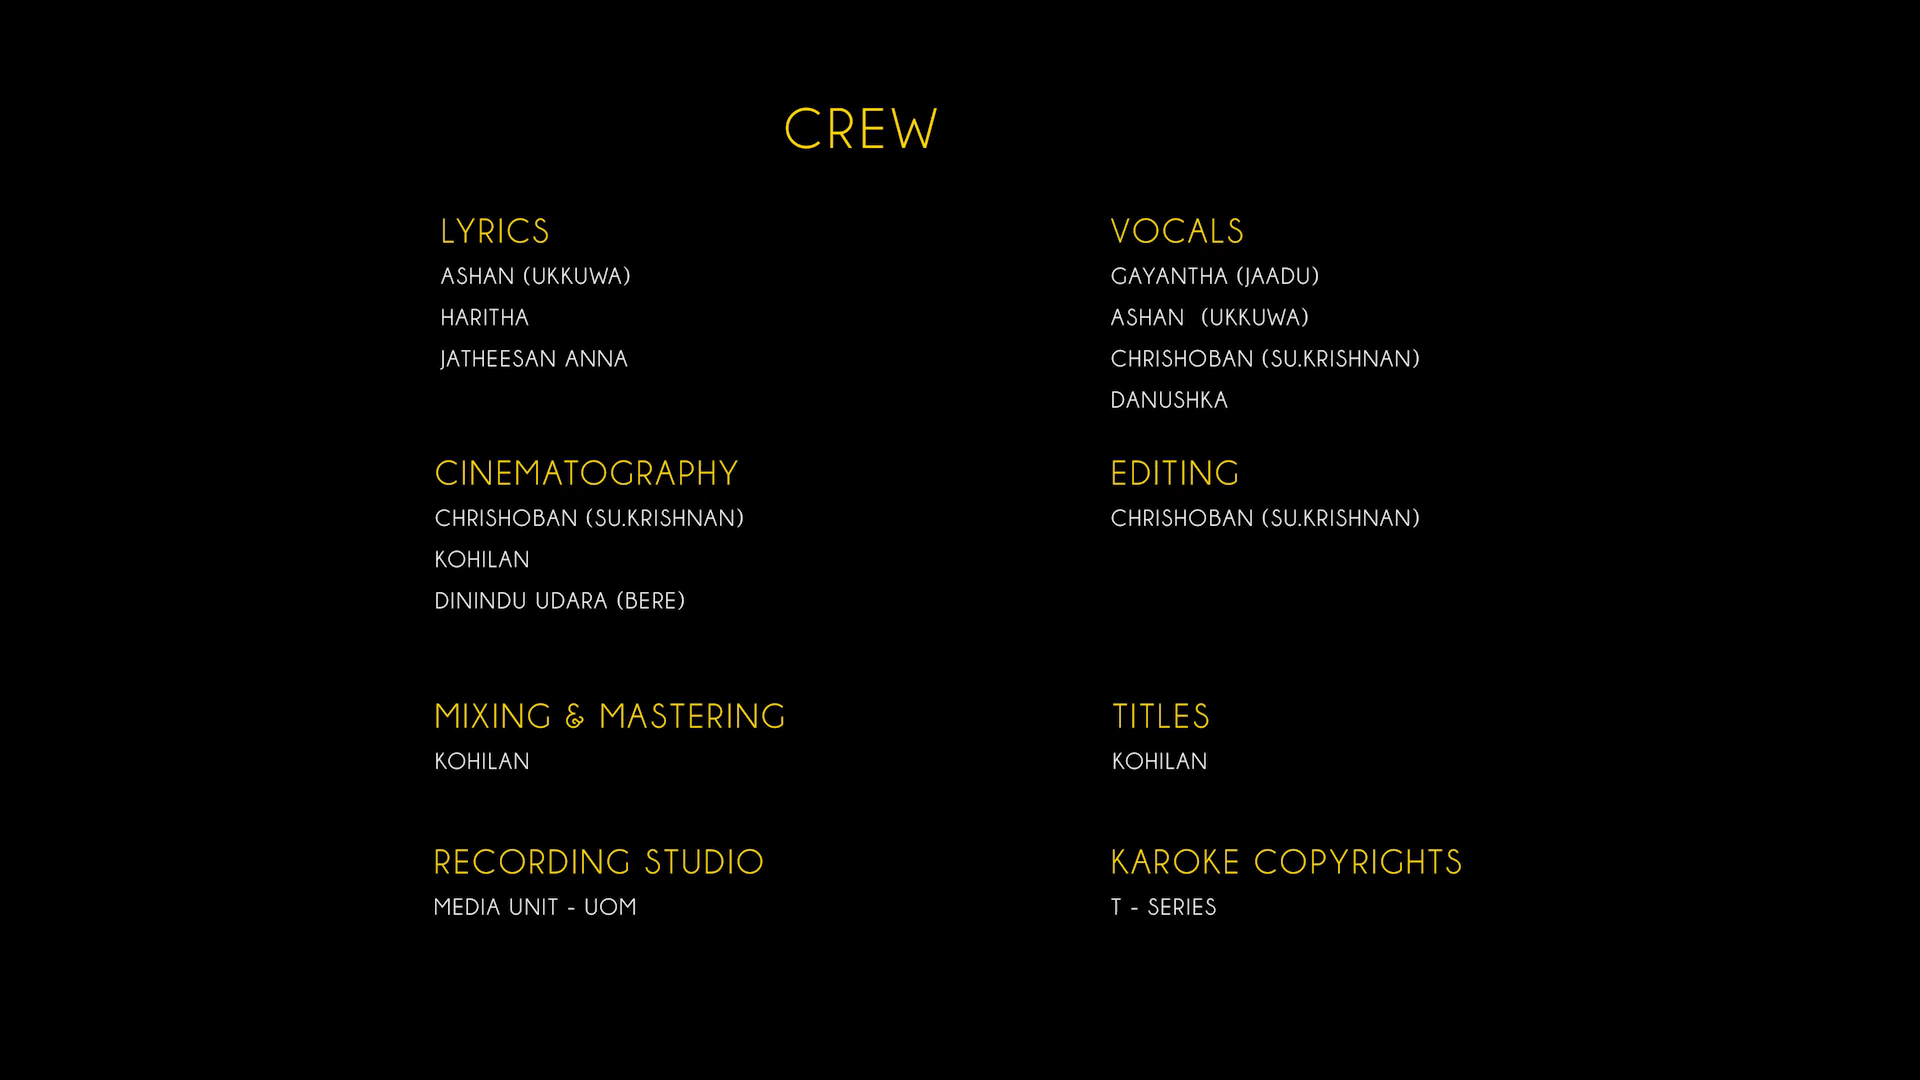 CREW
LYRICS
ASHAN (UKKUWA)
HARITHA
JATHEESAN ANNA
VOCALS
GAYANTHA (JAADU)
ASHAN (UKKUWA)
CHRISHOBAN (SU.KRISHNAN)
DANUSHKA
CINEMATOGRAPHY
CHRISHOBAN (SU.KRISHNAN)
KOHILAN
DININDU UDARA (BERE)
EDITING
CHRISHOBAN (SU.KRISHNAN)
MIXING & MASTERING
KOHILAN
TITLES
KOHILAN
RECORDING STUDIO
MEDIA UNIT - UOM
KAROKE COPYRIGHTS
T - SERIES